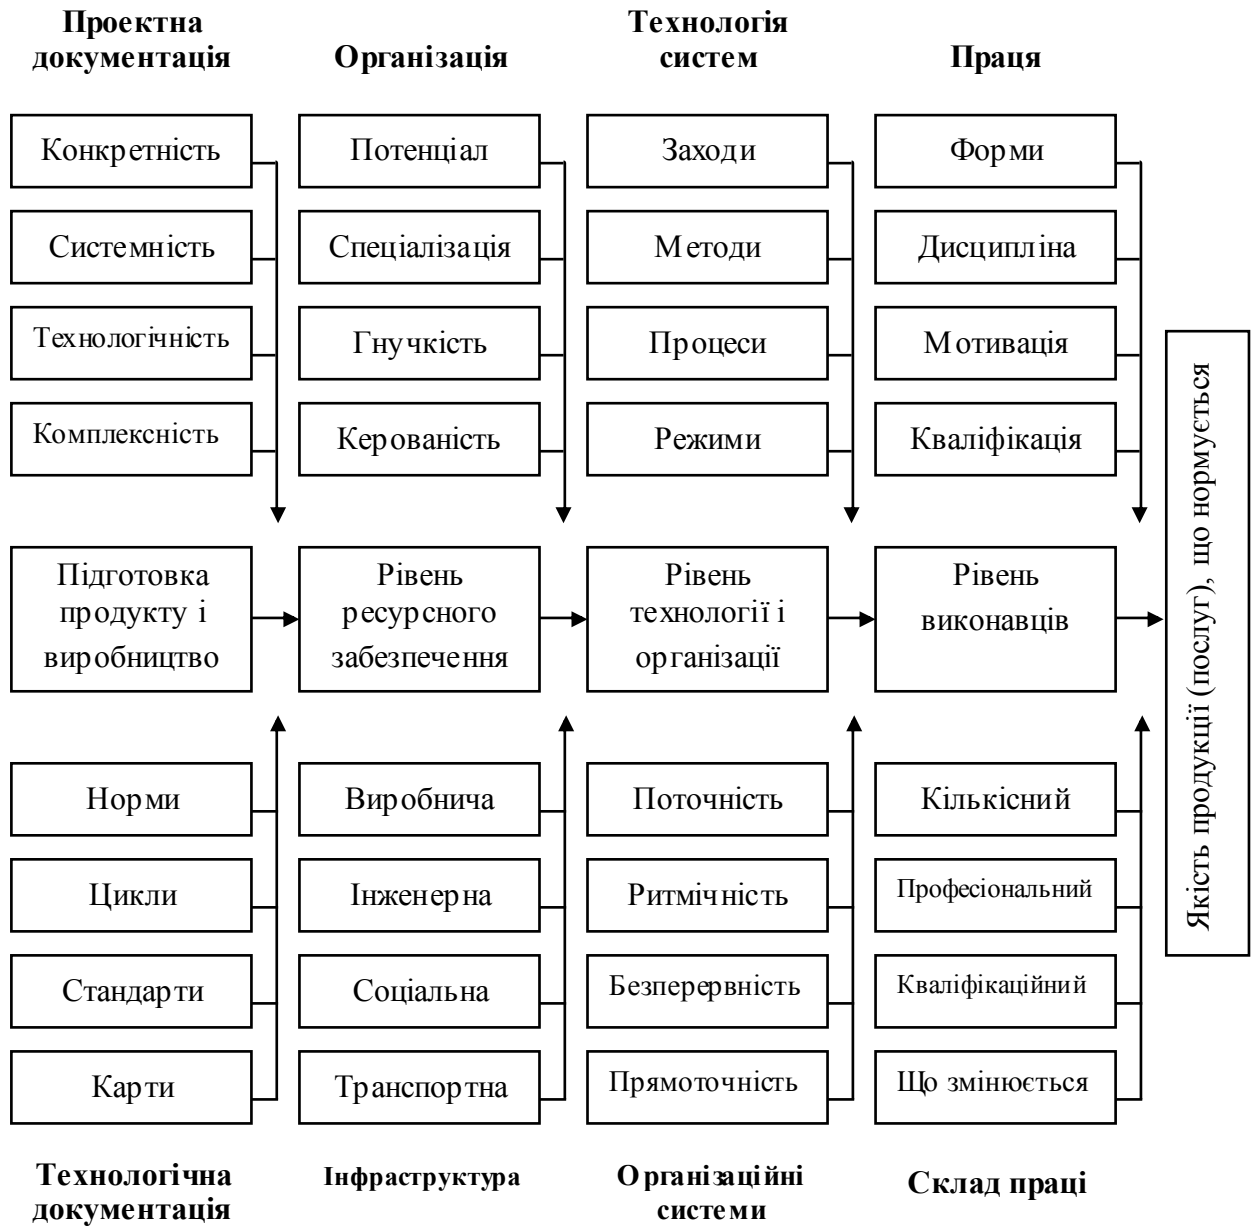 Проектна
документація
Організація
Технологія
систем
Праця
Конкретність
Потенціал
Заходи
Форми
Системність
Спеціалізація
Методи
Дисципліна
Технологічність
Гнучкість
Процеси
Мотивація
Комплексність
Керованість
Режими
Кваліфікація
Підготовка
продукту і
виробництво
Рівень
ресурсного
забезпечення
Рівень
технології і
організації
Рівень
виконавців
Якість продукції (послуг), що нормується
Норми
Виробнича
Поточність
Кількісний
Цикли
Інженерна
Ритмічність
Професіональний
Стандарти
Соціальна
Безперервність
Кваліфікаційний
Карти
Транспортна
Прямоточність
Що змінюється
Технологічна
документація
Інфраструктура
Організаційні
системи
Склад праці